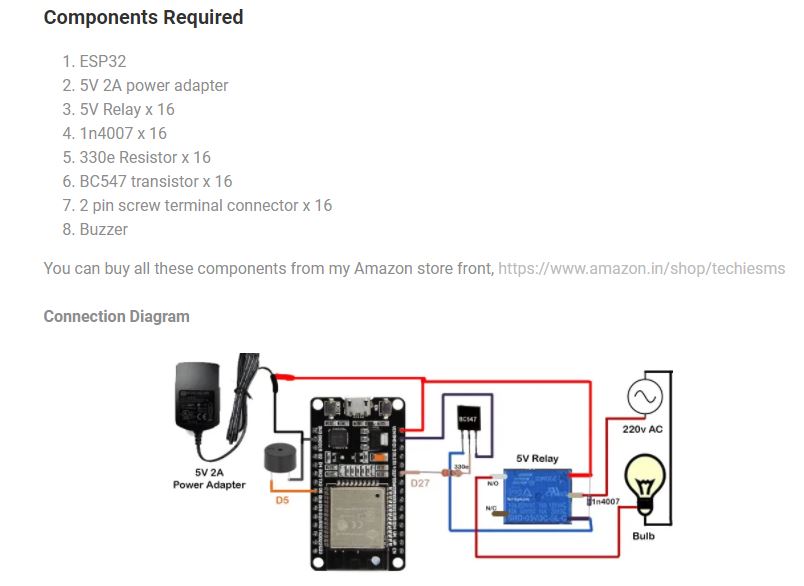 Components Required
1. ESP32
2. 5V 2A power adapter
3. 5V Relay x 16
4. 1n4007 x 16
5. 330e Resistor x 16
6. BC547 transistor x 16
7. 2 pin screw terminal connector x 16
8. Buzzer
You can buy all these components from my Amazon store front, https://www.amazon.in/shop/techiesms
Connection Diagram
BC547
220v AC
5V 2A
Power Adapter
D5
D27
330e
5V Relay
N/O
N/C
1n4007
Bulb